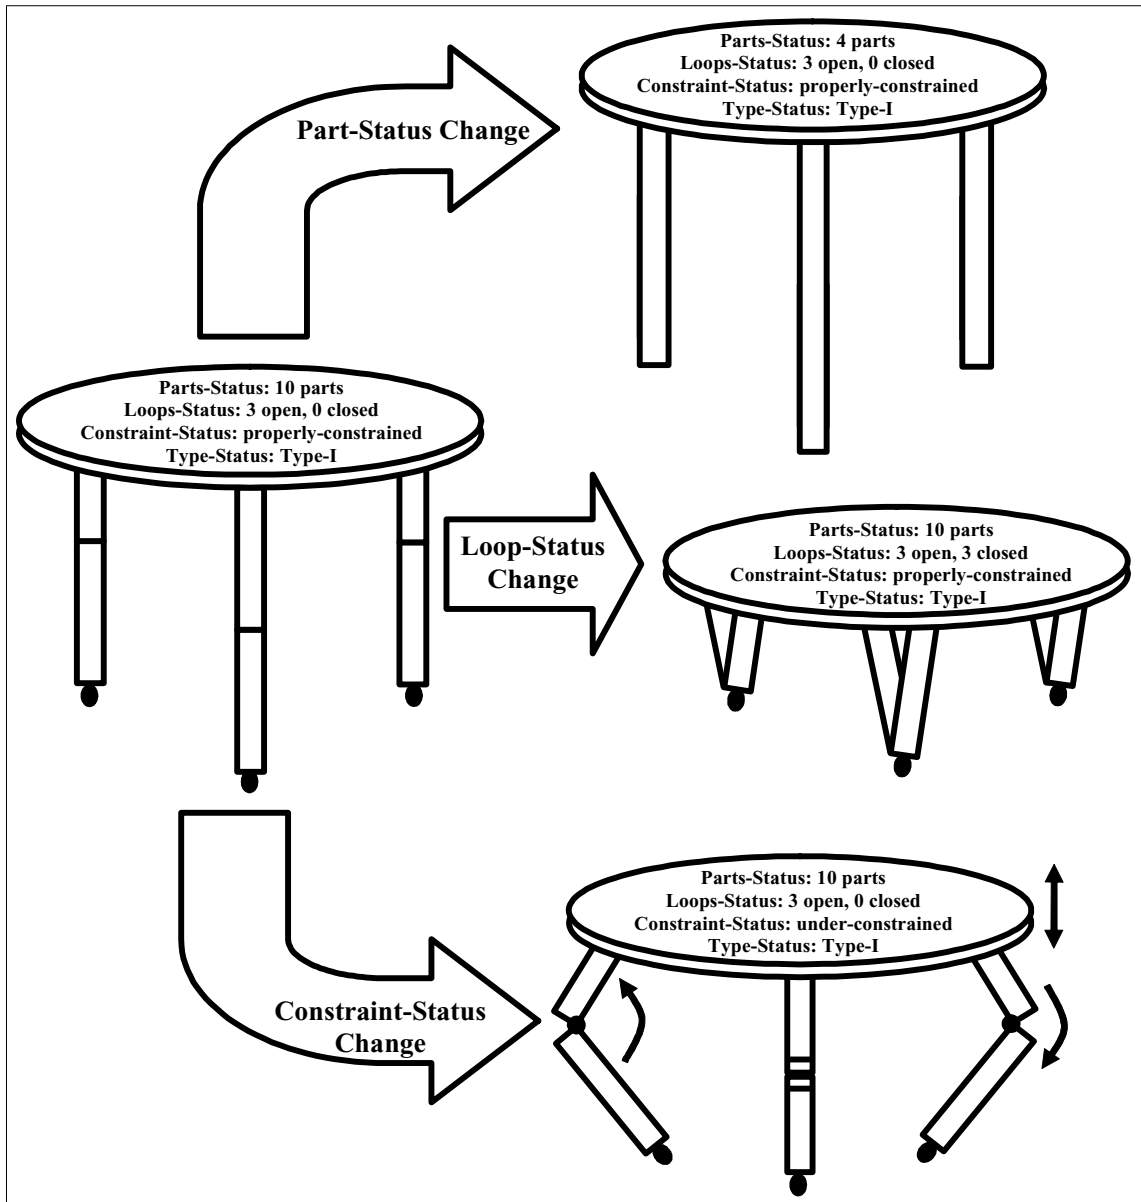 Parts-Status: 4 parts
Loops-Status: 3 open, 0 closed
Constraint-Status: properly-constrained
Type-Status: Type-I
Part-Status Change
Parts-Status: 10 parts
Loops-Status: 3 open, 0 closed
Constraint-Status: properly-constrained
Type-Status: Type-I
Loop-Status
Change
Parts-Status: 10 parts
Loops-Status: 3 open, 3 closed
Constraint-Status: properly-constrained
Type-Status: Type-I
Constraint-Status
Change
Parts-Status: 10 parts
Loops-Status: 3 open, 0 closed
Constraint-Status: under-constrained
Type-Status: Type-I